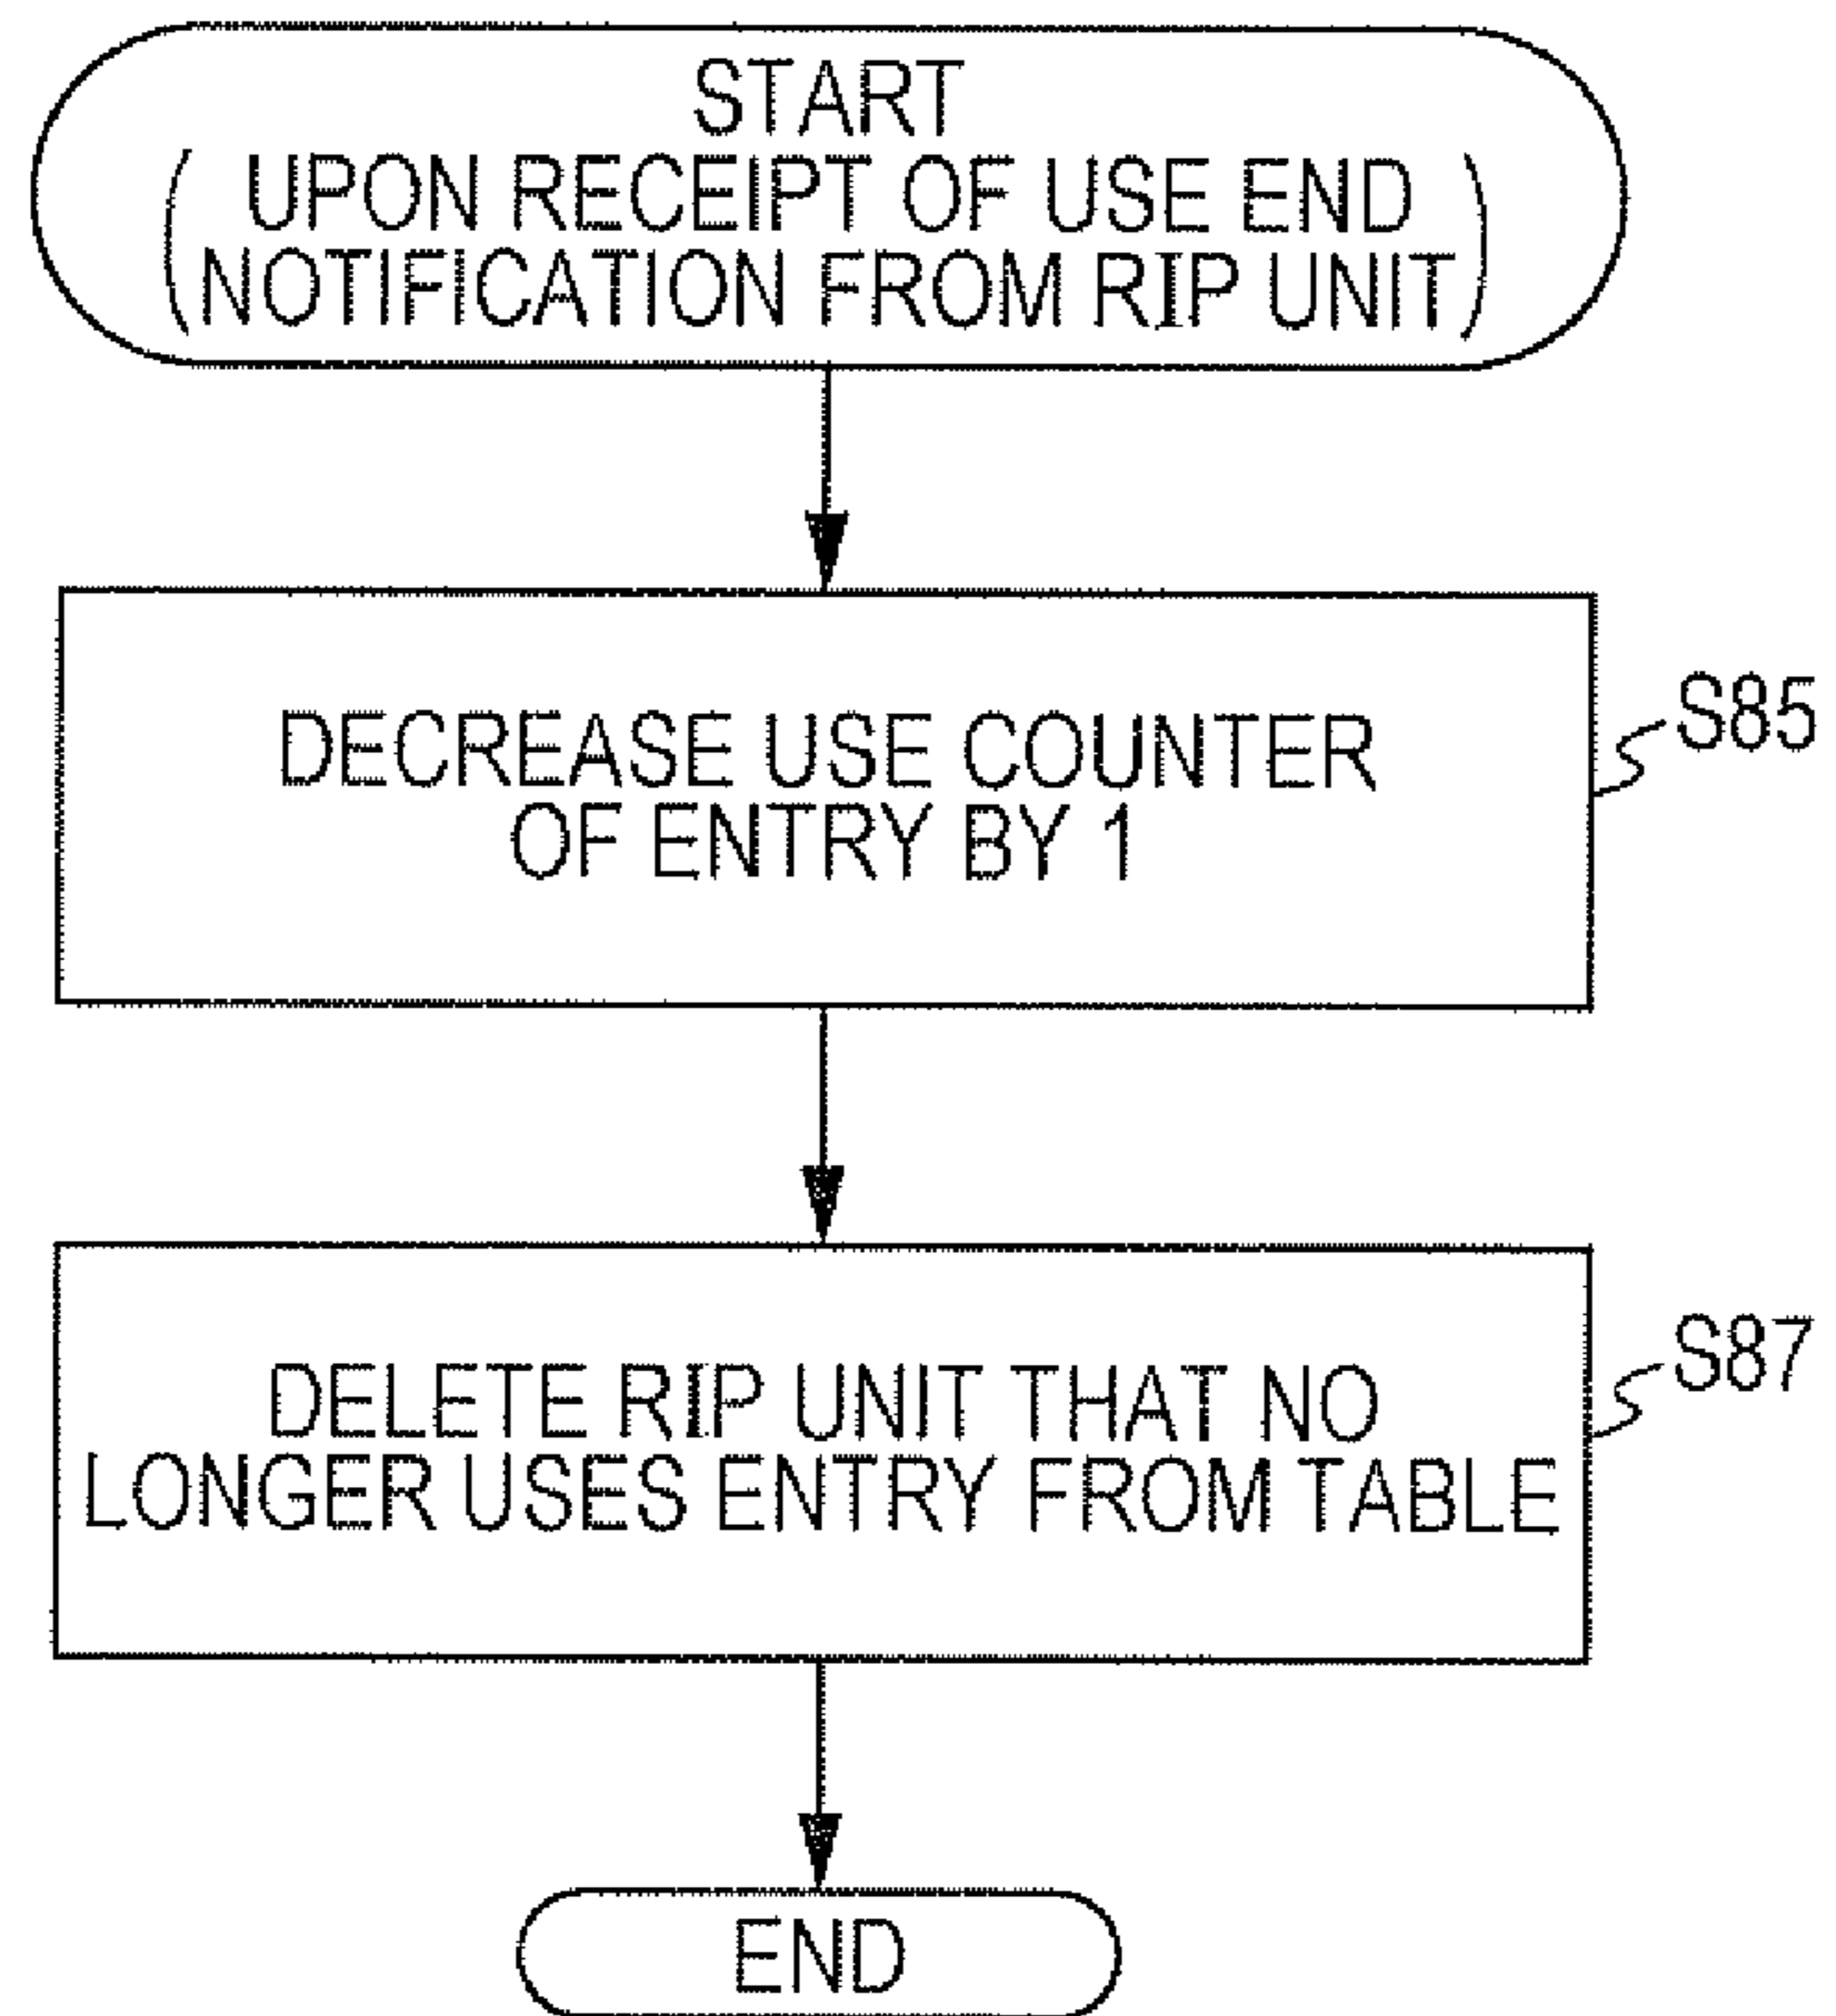 START
(UPON RECEIPT OF USE END
NOTIFICATION FROM RIP UNIT)
DECREASE USE COUNTER
OF ENTRY BY 1
S85
DELETE RIP UNIT THAT NO
LONGER USES ENTRY FROM TABLE
S87
END